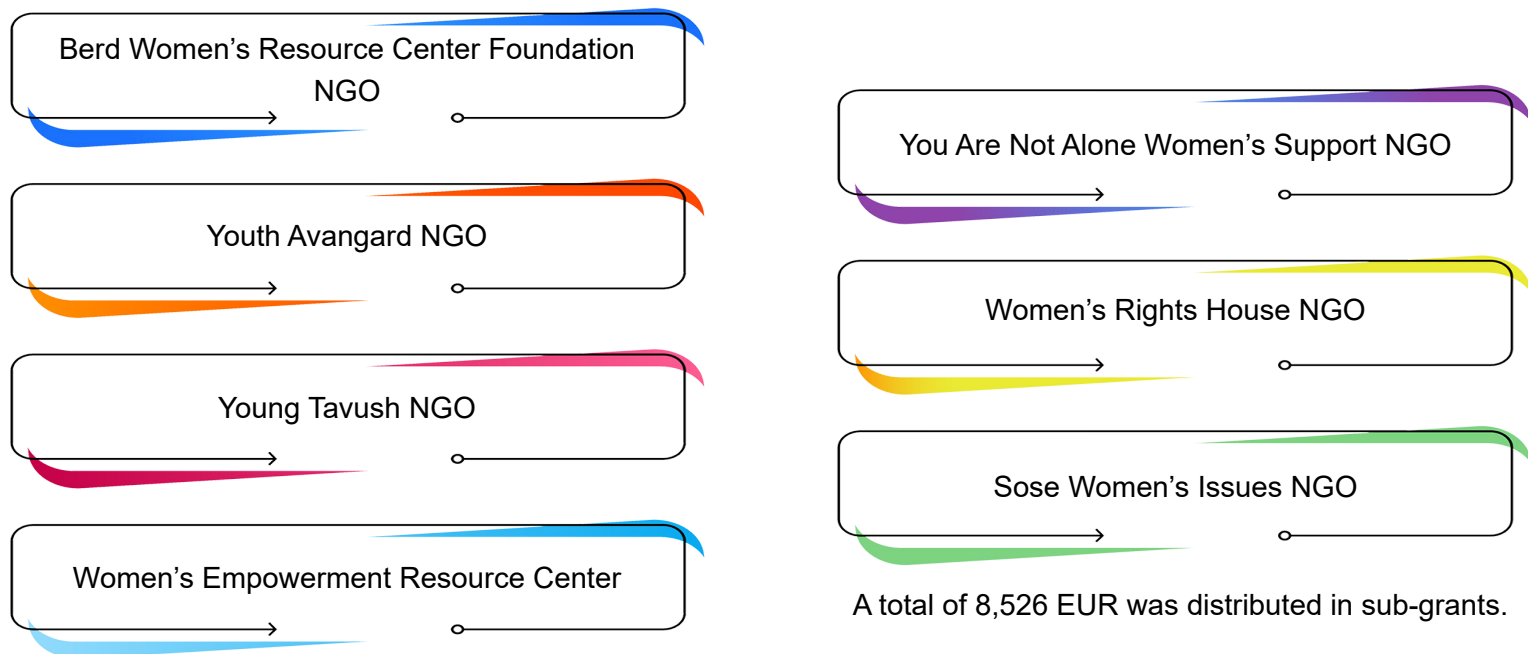 Berd Women’s Resource Center Foundation
NGO
Youth Avangard NGO
Young Tavush NGO
Women’s Empowerment Resource Center
You Are Not Alone Women’s Support NGO
Women’s Rights House NGO
Sose Women’s Issues NGO
A total of 8,526 EUR was distributed in sub-grants.